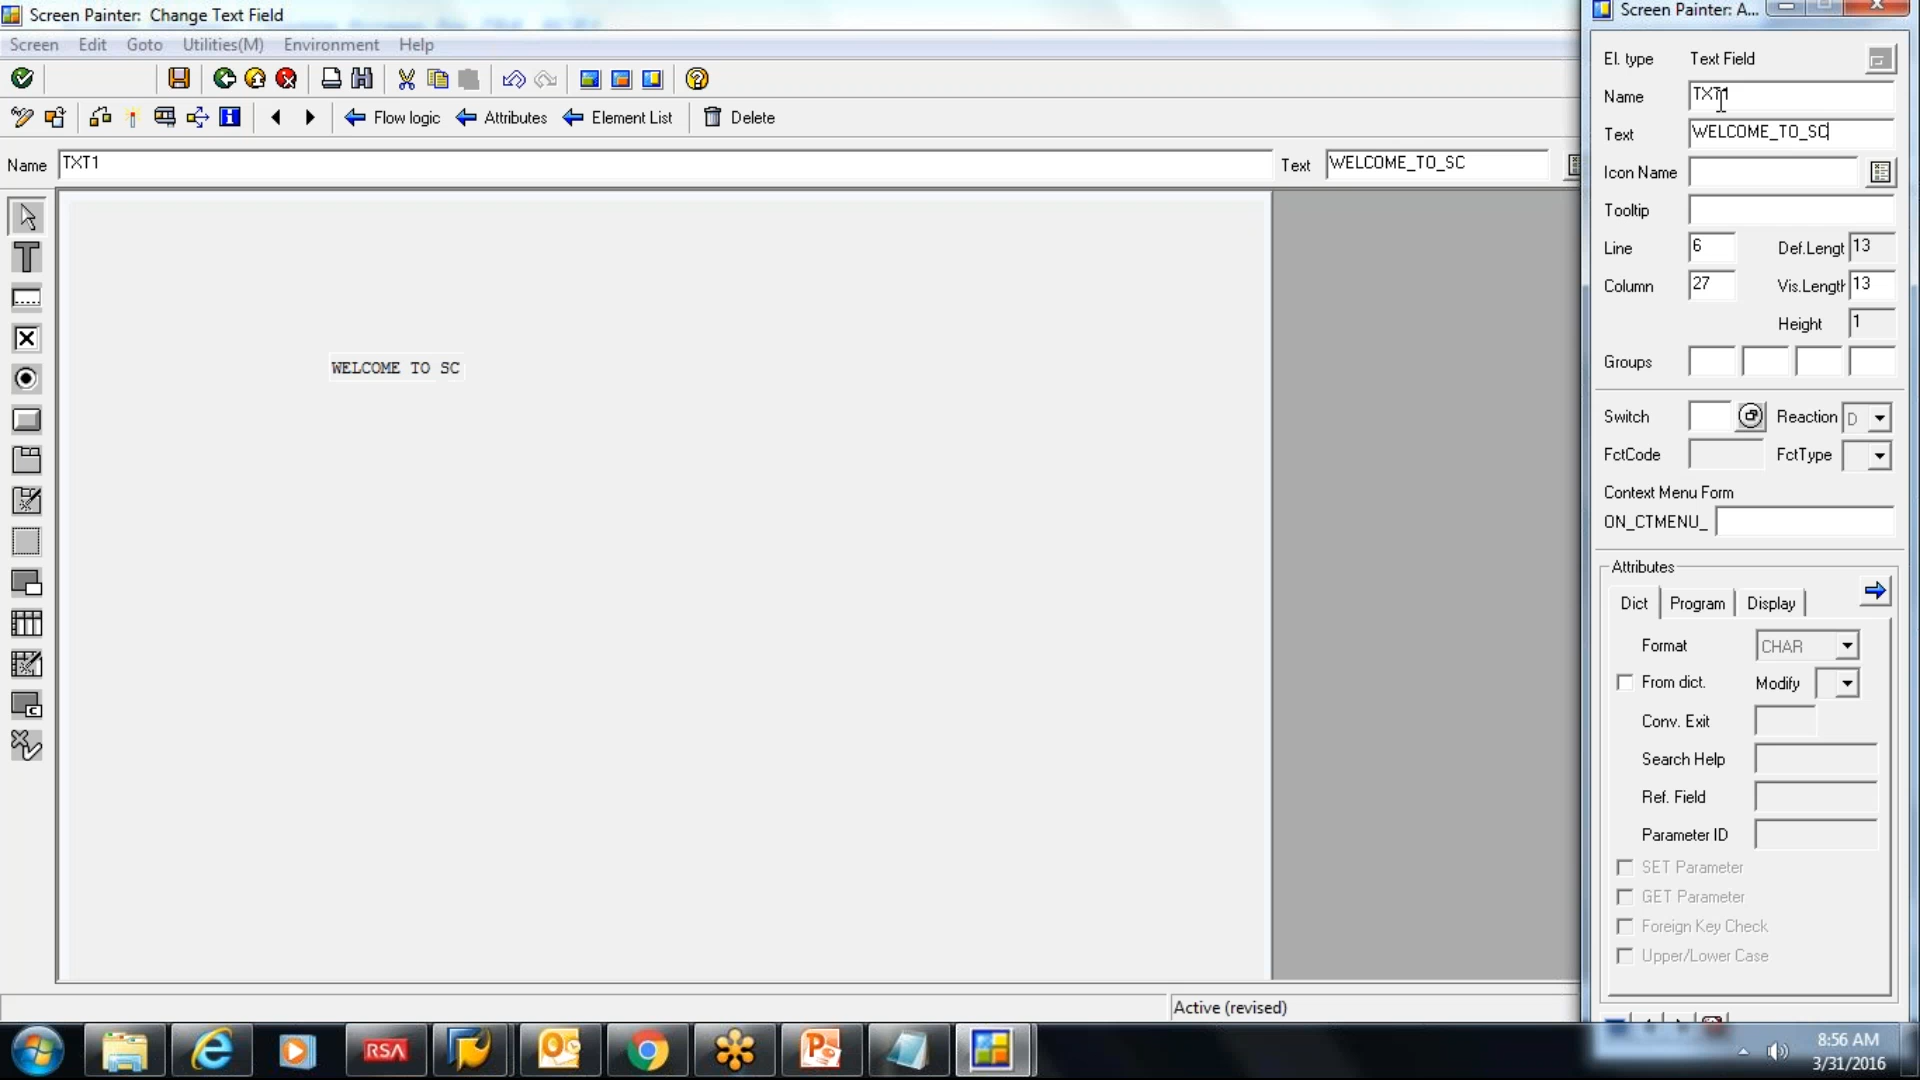 Screen Painter: Change Text Field
Screen Painter: A...
Screen Edit Goto Utilities(M) Environment Help
Flow logic Attributes Element List Delete
Name TXT1 Text WELCOME_TO_SC
WELCOME TO SC
El. type Text Field
Name TXT1
Text WELCOME_TO_SC
Icon Name
Tooltip
Line 6 Def.Lengt 13
Column 27 Vis.Length 13
Height 1
Groups
Switch Reaction D
FctCode FctType
Context Menu Form
ON_CTMENU_
Attributes
Dict Program Display
Format CHAR
From dict. Modify
Conv. Exit
Search Help
Ref. Field
Parameter ID
SET Parameter
GET Parameter
Foreign Key Check
Upper/Lower Case
Active (revised)
RSA
8:56 AM
3/31/2016